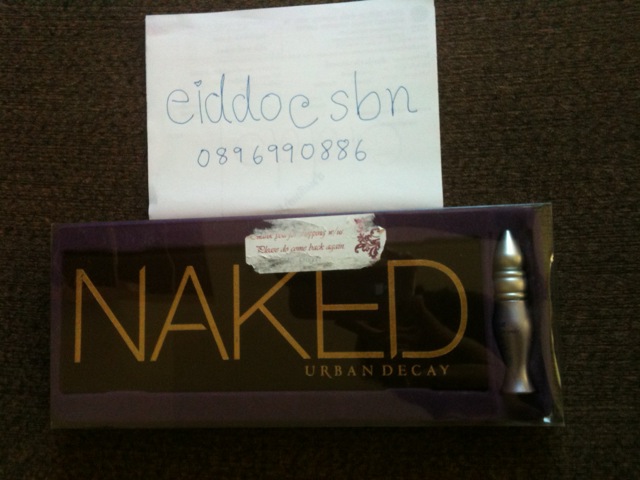 eiddoc sbn
0896990886
Please do come back again
NAKED
URBAN DECAY